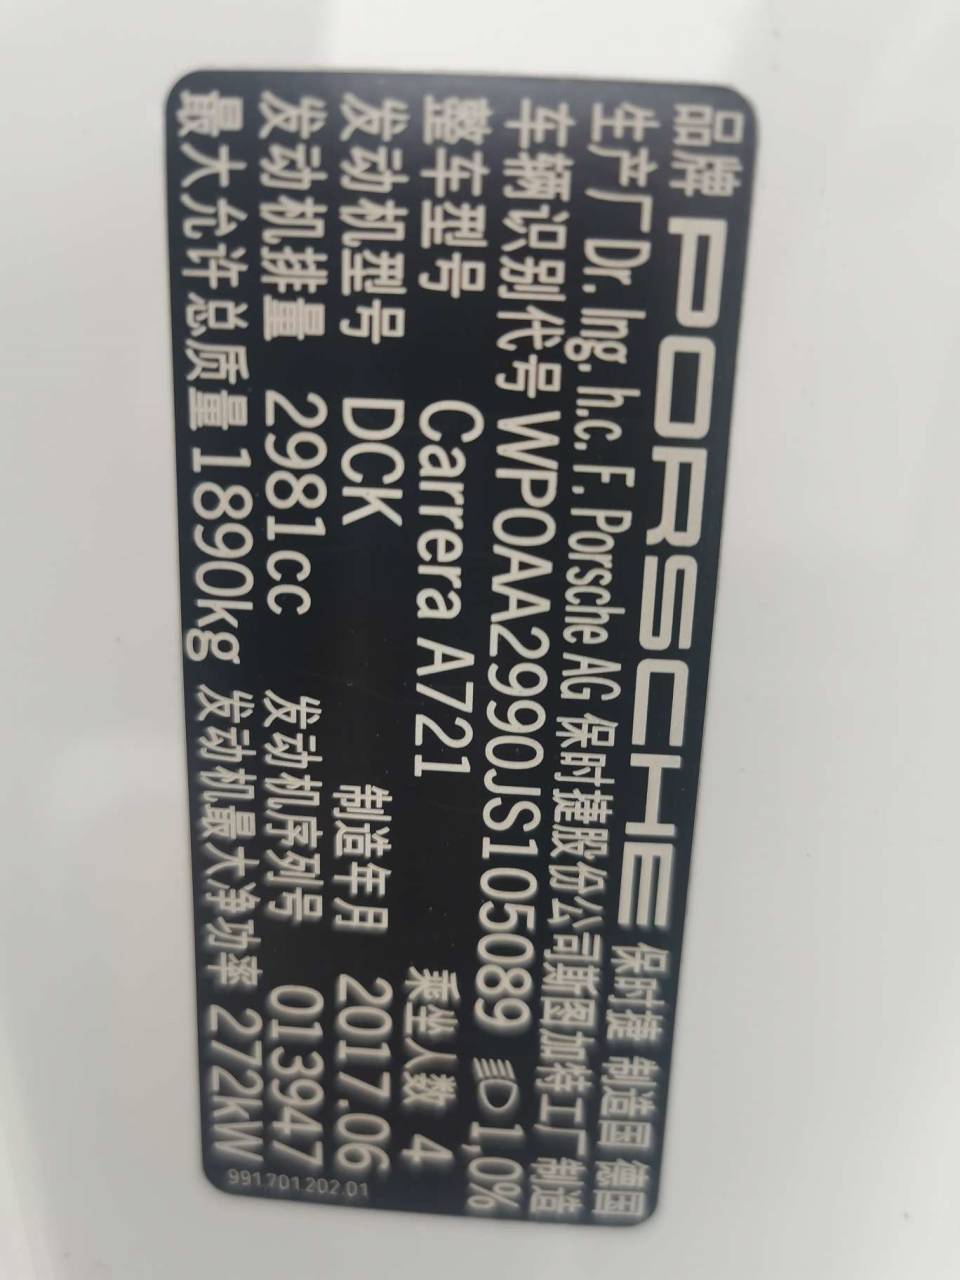 品牌 PORSCHE 保时捷 制造国 德国
生产厂 Dr. Ing. h.c. F. Porsche AG 保时捷股份公司斯图加特工厂制造
车辆识别代号 WP0AA2990JS105089 1,0%
整车型号 Carrera A721 乘坐人数 4
发动机型号 DCK 制造年月 2017.06
发动机排量 2981cc 发动机序列号 013947
最大允许总质量 1890kg 发动机最大净功率 272kW
991.701.202.01